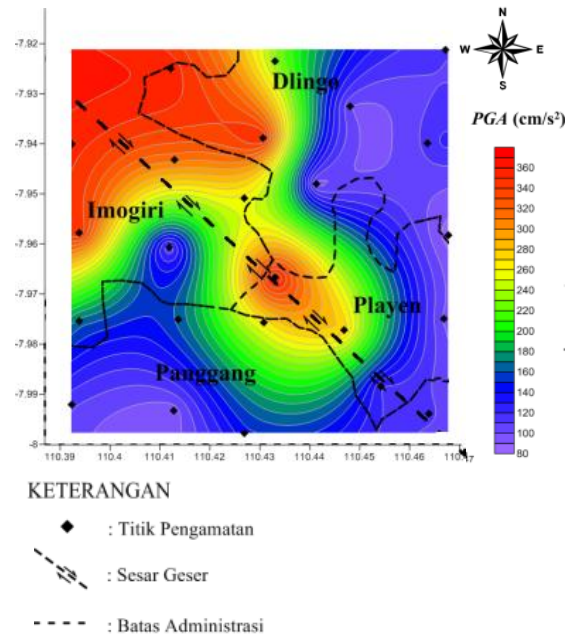 N
W E
S
PGA (cm/s²)
360
340
320
300
280
260
240
220
200
180
160
140
120
100
80
-7.92
-7.93
-7.94
-7.95
-7.96
-7.97
-7.98
-7.99
-8
110.39 110.4 110.41 110.42 110.43 110.44 110.45 110.46 110.47
Dlingo
Imogiri
Playen
Panggang
KETERANGAN
: Titik Pengamatan
: Sesar Geser
: Batas Administrasi